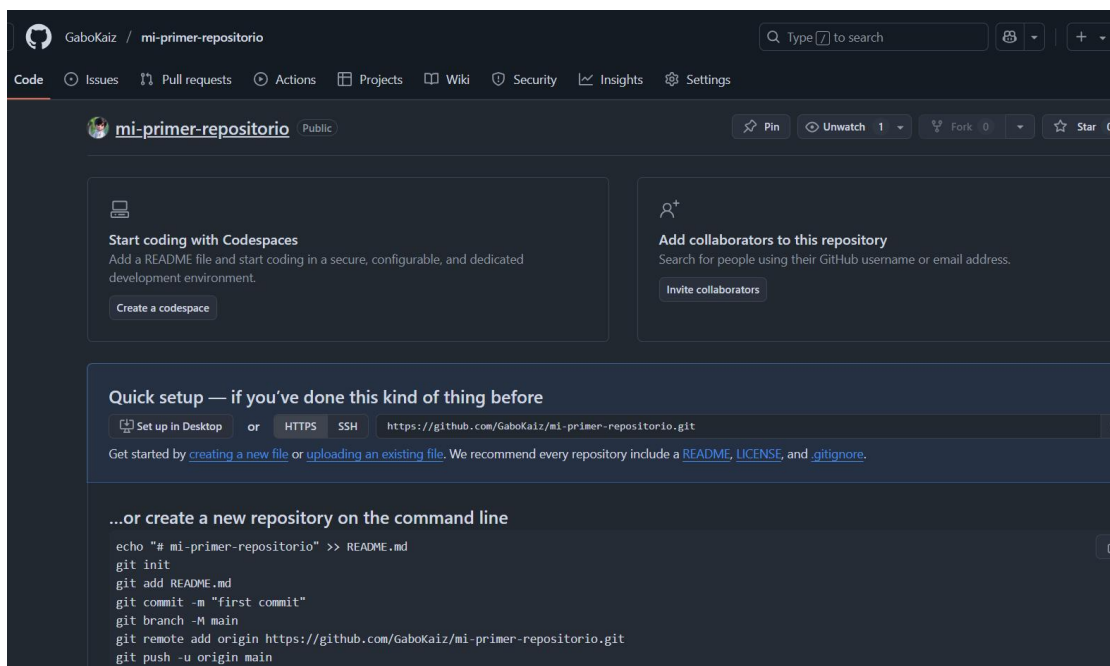 GaboKaiz / mi-primer-repositorio
Type / to search
Code Issues Pull requests Actions Projects Wiki Security Insights Settings
mi-primer-repositorio Public
Pin Unwatch 1 Fork 0 Star 0
Start coding with Codespaces
Add a README file and start coding in a secure, configurable, and dedicated
development environment.
Create a codespace
Add collaborators to this repository
Search for people using their GitHub username or email address.
Invite collaborators
Quick setup — if you've done this kind of thing before
Set up in Desktop or HTTPS SSH https://github.com/GaboKaiz/mi-primer-repositorio.git
Get started by creating a new file or uploading an existing file. We recommend every repository include a README, LICENSE, and .gitignore.
...or create a new repository on the command line
echo "# mi-primer-repositorio" >> README.md
git init
git add README.md
git commit -m "first commit"
git branch -M main
git remote add origin https://github.com/GaboKaiz/mi-primer-repositorio.git
git push -u origin main